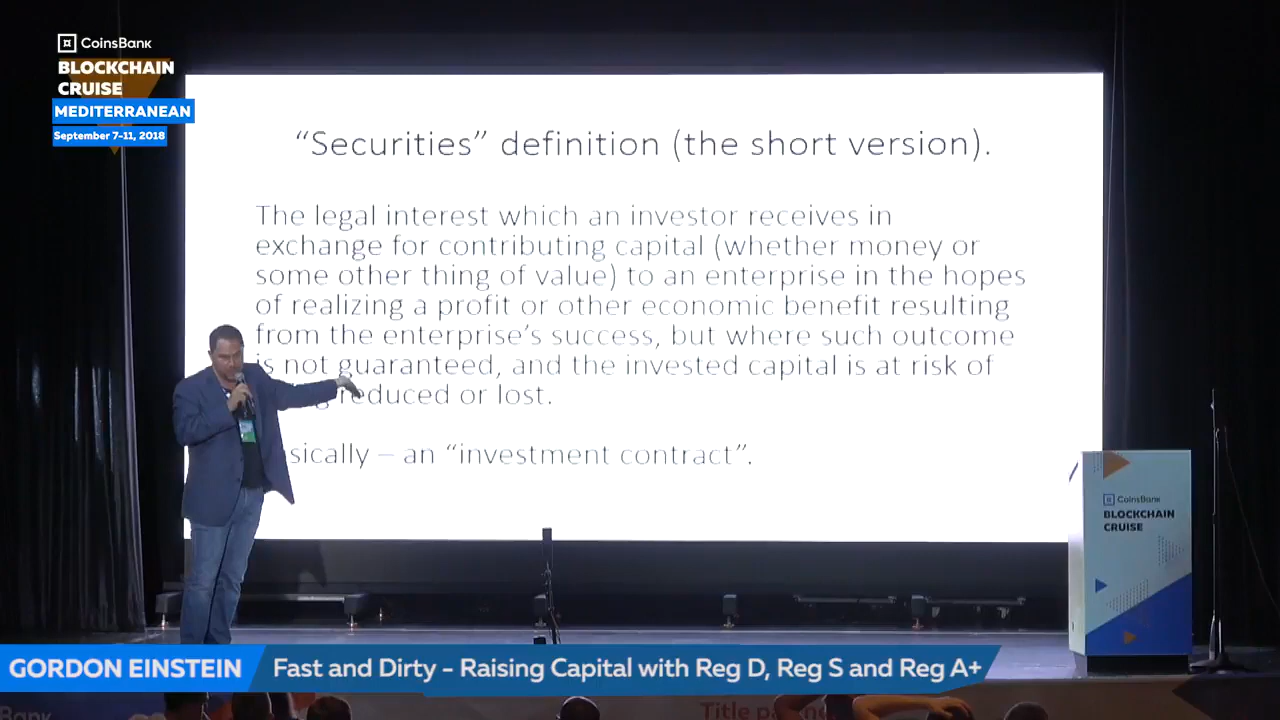 CoinsBank
BLOCKCHAIN
CRUISE
MEDITERRANEAN
September 7-11, 2018
“Securities” definition (the short version).
The legal interest which an investor receives in
exchange for contributing capital (whether money or
some other thing of value) to an enterprise in the hopes
of realizing a profit or other economic benefit resulting
from the enterprise’s success, but where such outcome
is not guaranteed, and the invested capital is at risk of
reduced or lost.
sically – an “investment contract”.
CoinsBank
BLOCKCHAIN
CRUISE
GORDON EINSTEIN
Fast and Dirty - Raising Capital with Reg D, Reg S and Reg A+
Title